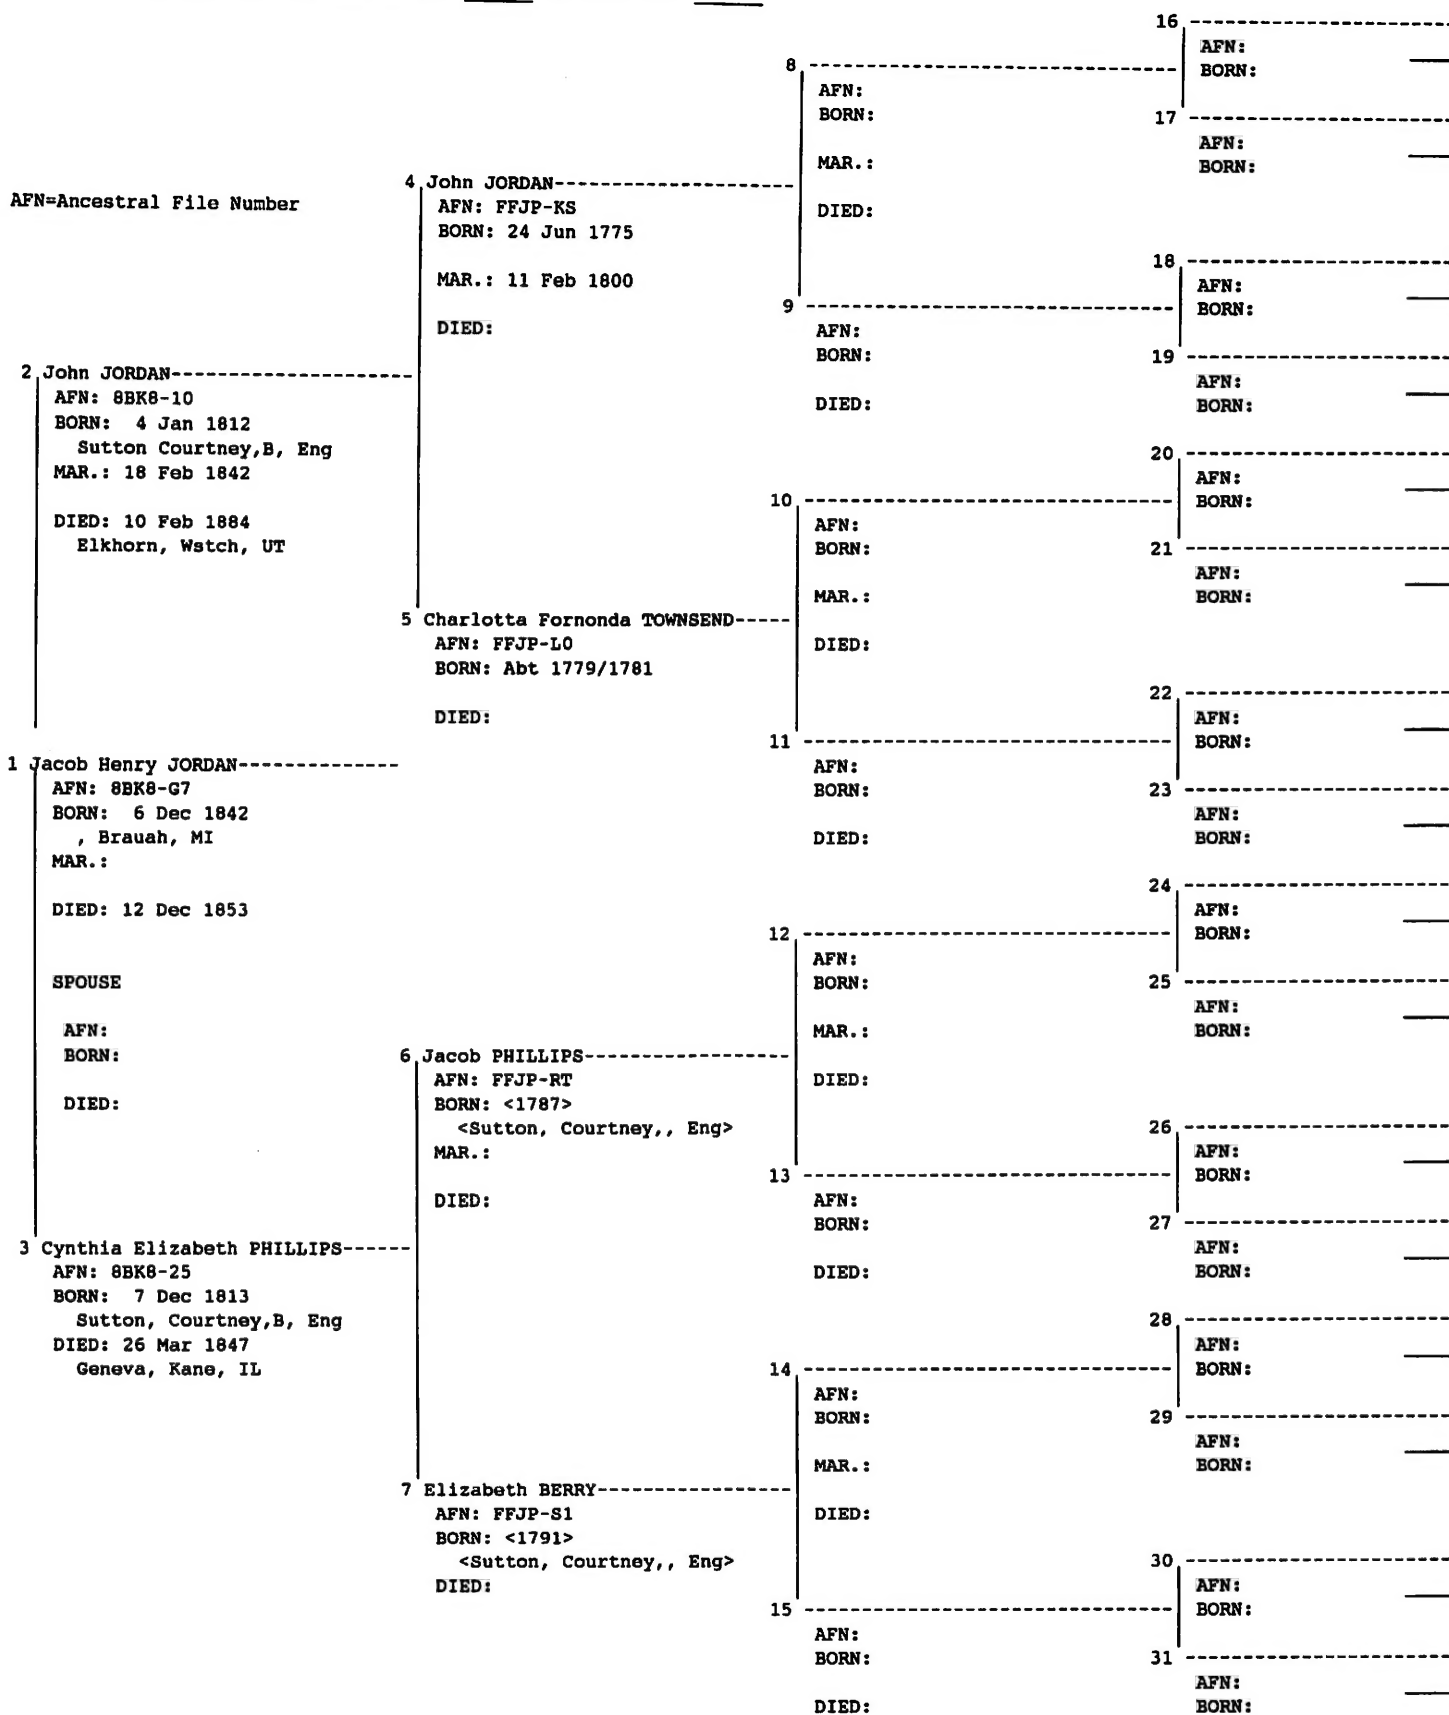 AFN=Ancestral File Number
1 Jacob Henry JORDAN--------------
AFN: 8BK8-G7
BORN:  6 Dec 1842
, Brauah, MI
MAR.:
DIED: 12 Dec 1853
SPOUSE
AFN:
BORN:
DIED:
2 John JORDAN---------------------
AFN: 8BK8-10
BORN:  4 Jan 1812
Sutton Courtney,B, Eng
MAR.: 18 Feb 1842
DIED: 10 Feb 1884
Elkhorn, Wstch, UT
3 Cynthia Elizabeth PHILLIPS------
AFN: 8BK8-25
BORN:  7 Dec 1813
Sutton, Courtney,B, Eng
DIED: 26 Mar 1847
Geneva, Kane, IL
4 John JORDAN---------------------
AFN: FFJP-KS
BORN: 24 Jun 1775
MAR.: 11 Feb 1800
DIED:
5 Charlotta Fornonda TOWNSEND-----
AFN: FFJP-L0
BORN: Abt 1779/1781
DIED:
6 Jacob PHILLIPS------------------
AFN: FFJP-RT
BORN: <1787>
<Sutton, Courtney,, Eng>
MAR.:
DIED:
7 Elizabeth BERRY-----------------
AFN: FFJP-S1
BORN: <1791>
<Sutton, Courtney,, Eng>
DIED:
8 --------------------------------
AFN:
BORN:
MAR.:
DIED:
9 --------------------------------
AFN:
BORN:
DIED:
10 --------------------------------
AFN:
BORN:
MAR.:
DIED:
11 --------------------------------
AFN:
BORN:
DIED:
12 --------------------------------
AFN:
BORN:
MAR.:
DIED:
13 --------------------------------
AFN:
BORN:
DIED:
14 --------------------------------
AFN:
BORN:
MAR.:
DIED:
15 --------------------------------
AFN:
BORN:
DIED:
16 -----------------------
AFN:
BORN:
17 -----------------------
AFN:
BORN:
18 -----------------------
AFN:
BORN:
19 -----------------------
AFN:
BORN:
20 -----------------------
AFN:
BORN:
21 -----------------------
AFN:
BORN:
22 -----------------------
AFN:
BORN:
23 -----------------------
AFN:
BORN:
24 -----------------------
AFN:
BORN:
25 -----------------------
AFN:
BORN:
26 -----------------------
AFN:
BORN:
27 -----------------------
AFN:
BORN:
28 -----------------------
AFN:
BORN:
29 -----------------------
AFN:
BORN:
30 -----------------------
AFN:
BORN:
31 -----------------------
AFN:
BORN: